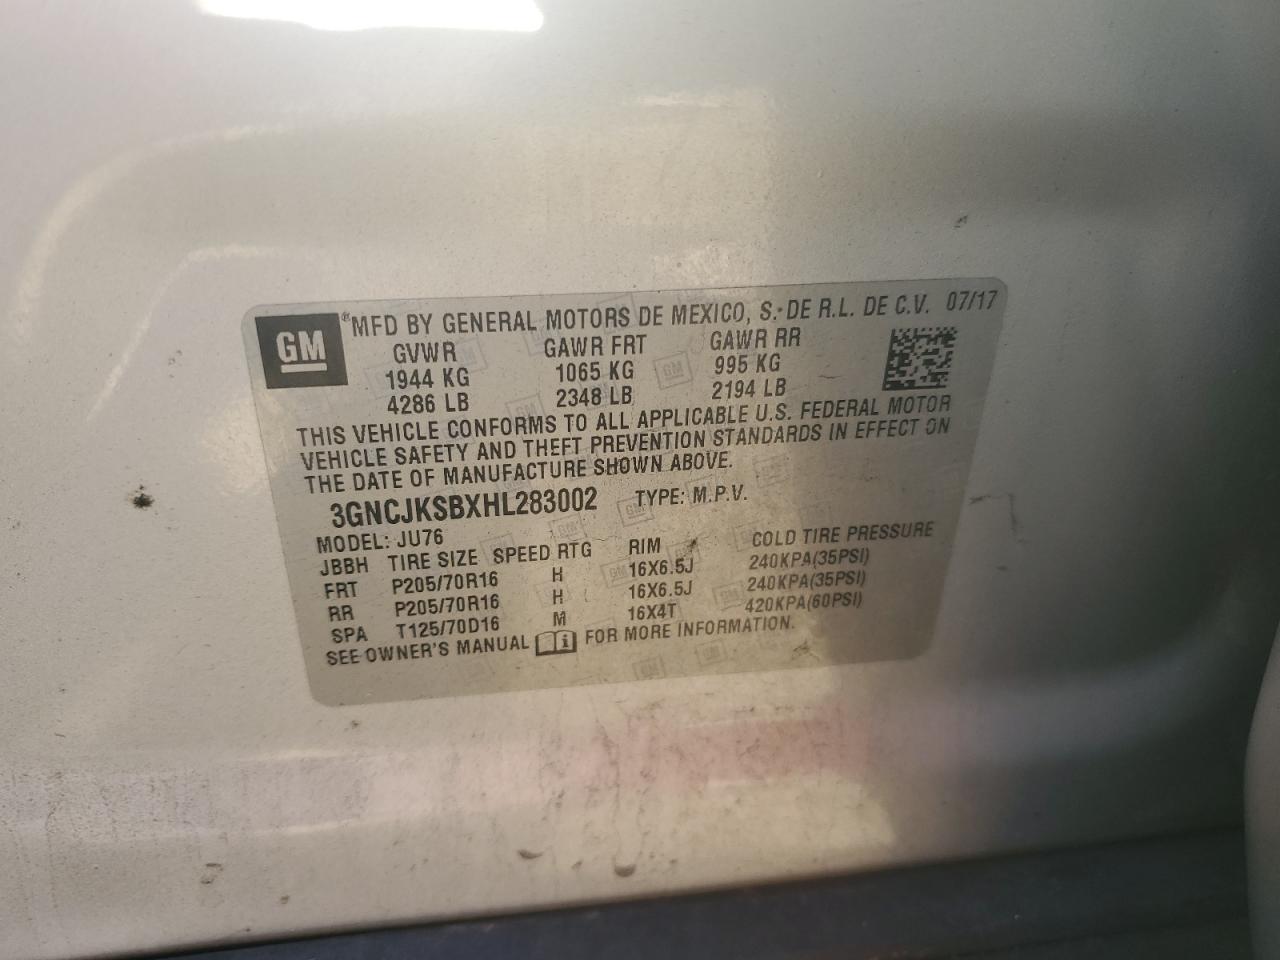 GM
® MFD BY GENERAL MOTORS DE MEXICO, S. DE R.L. DE C.V. 07/17
GVWR GAWR FRT GAWR RR
1944 KG 1065 KG 995 KG
4286 LB 2348 LB 2194 LB
THIS VEHICLE CONFORMS TO ALL APPLICABLE U.S. FEDERAL MOTOR
VEHICLE SAFETY AND THEFT PREVENTION STANDARDS IN EFFECT ON
THE DATE OF MANUFACTURE SHOWN ABOVE.
3GNCJKSBXHL283002 TYPE: M.P.V.
MODEL: JU76
JBBH TIRE SIZE SPEED RTG RIM COLD TIRE PRESSURE
FRT P205/70R16 H 16X6.5J 240KPA(35PSI)
RR P205/70R16 H 16X6.5J 240KPA(35PSI)
SPA T125/70D16 M 16X4T 420KPA(60PSI)
SEE OWNER'S MANUAL FOR MORE INFORMATION.